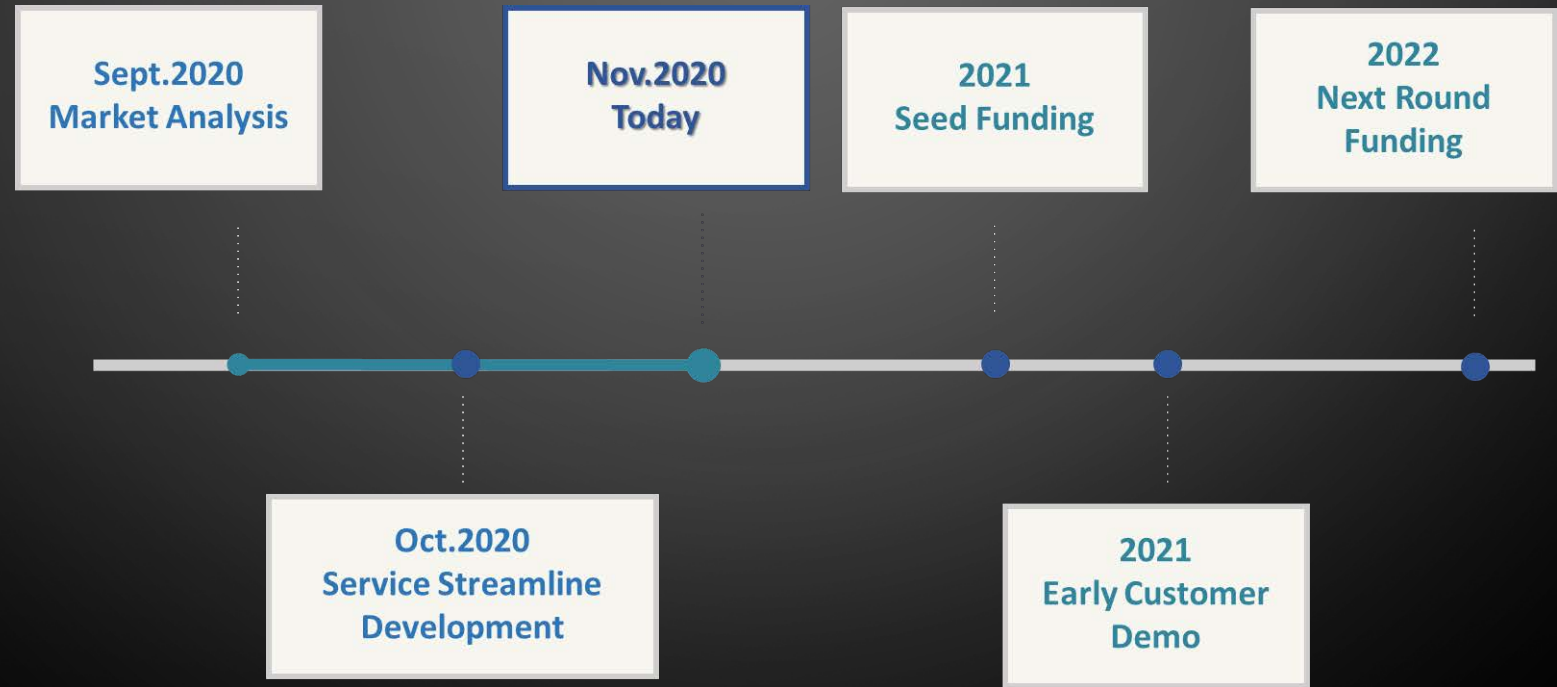 Sept.2020
Market Analysis
Nov.2020
Today
2021
Seed Funding
2022
Next Round
Funding
Oct.2020
Service Streamline
Development
2021
Early Customer
Demo